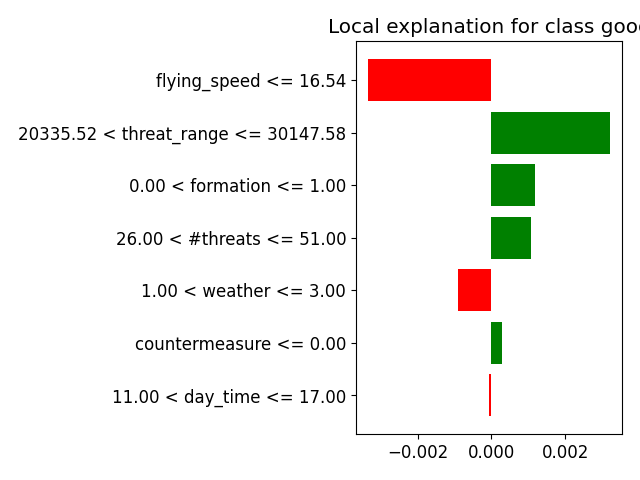 Local explanation for class good
flying_speed <= 16.54
20335.52 < threat_range <= 30147.58
0.00 < formation <= 1.00
26.00 < #threats <= 51.00
1.00 < weather <= 3.00
countermeasure <= 0.00
11.00 < day_time <= 17.00
−0.002 0.000 0.002